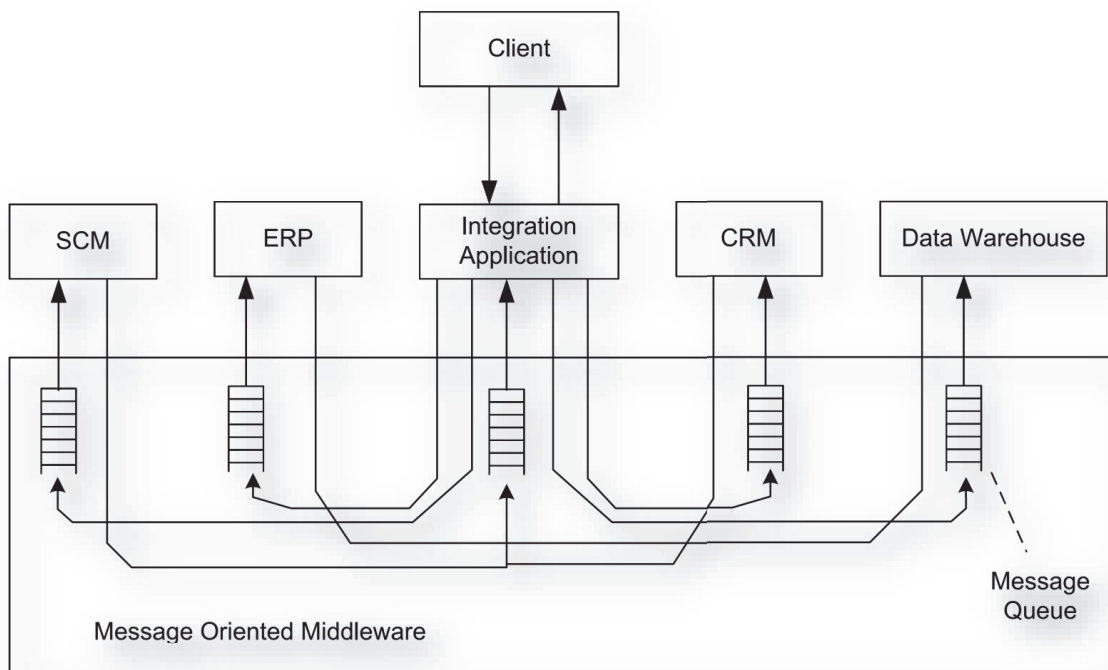 Client
SCM
ERP
Integration
Application
CRM
Data Warehouse
Message
Queue
Message Oriented Middleware